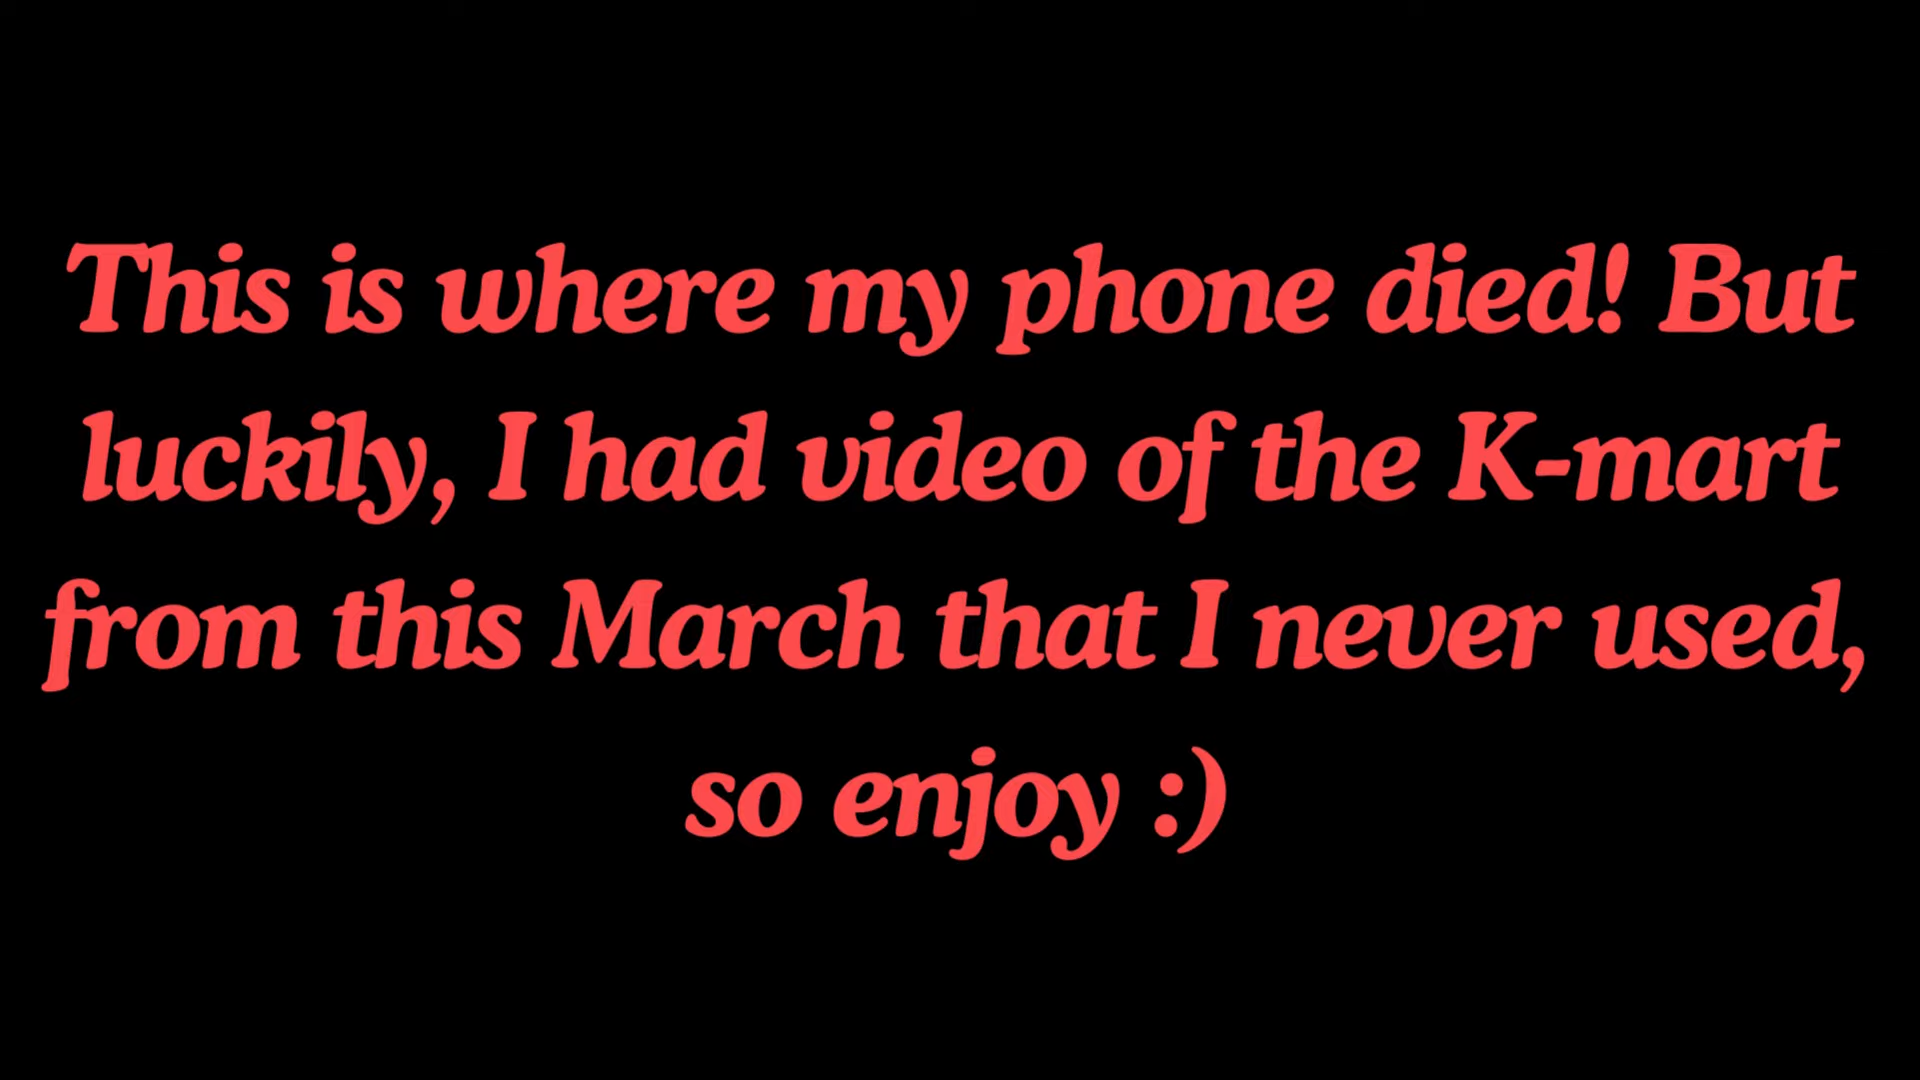 This is where my phone died! But
luckily, I had video of the K-mart
from this March that I never used,
so enjoy :)